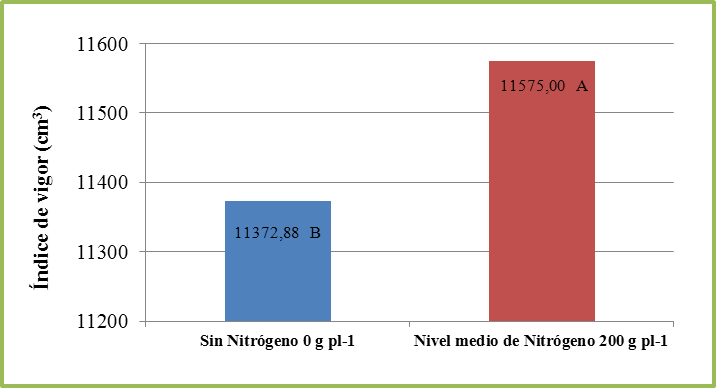 11600
11500
11400
11300
11200
Índice de vigor (cm³)
0
11372,88 B
11575,00 A
Sin Nitrógeno 0 g pl-1
Nivel medio de Nitrógeno 200 g pl-1